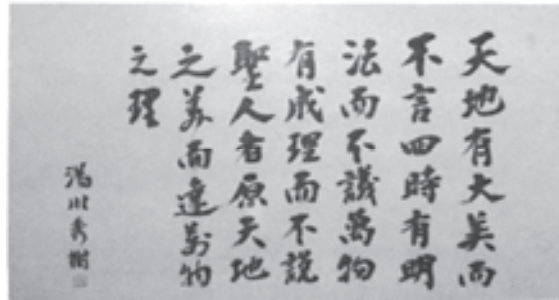 天地有大美而
不言四時有明
法而不議萬物
有成理而不説
聖人者原天地
之美而達萬物
之理
湯川秀樹